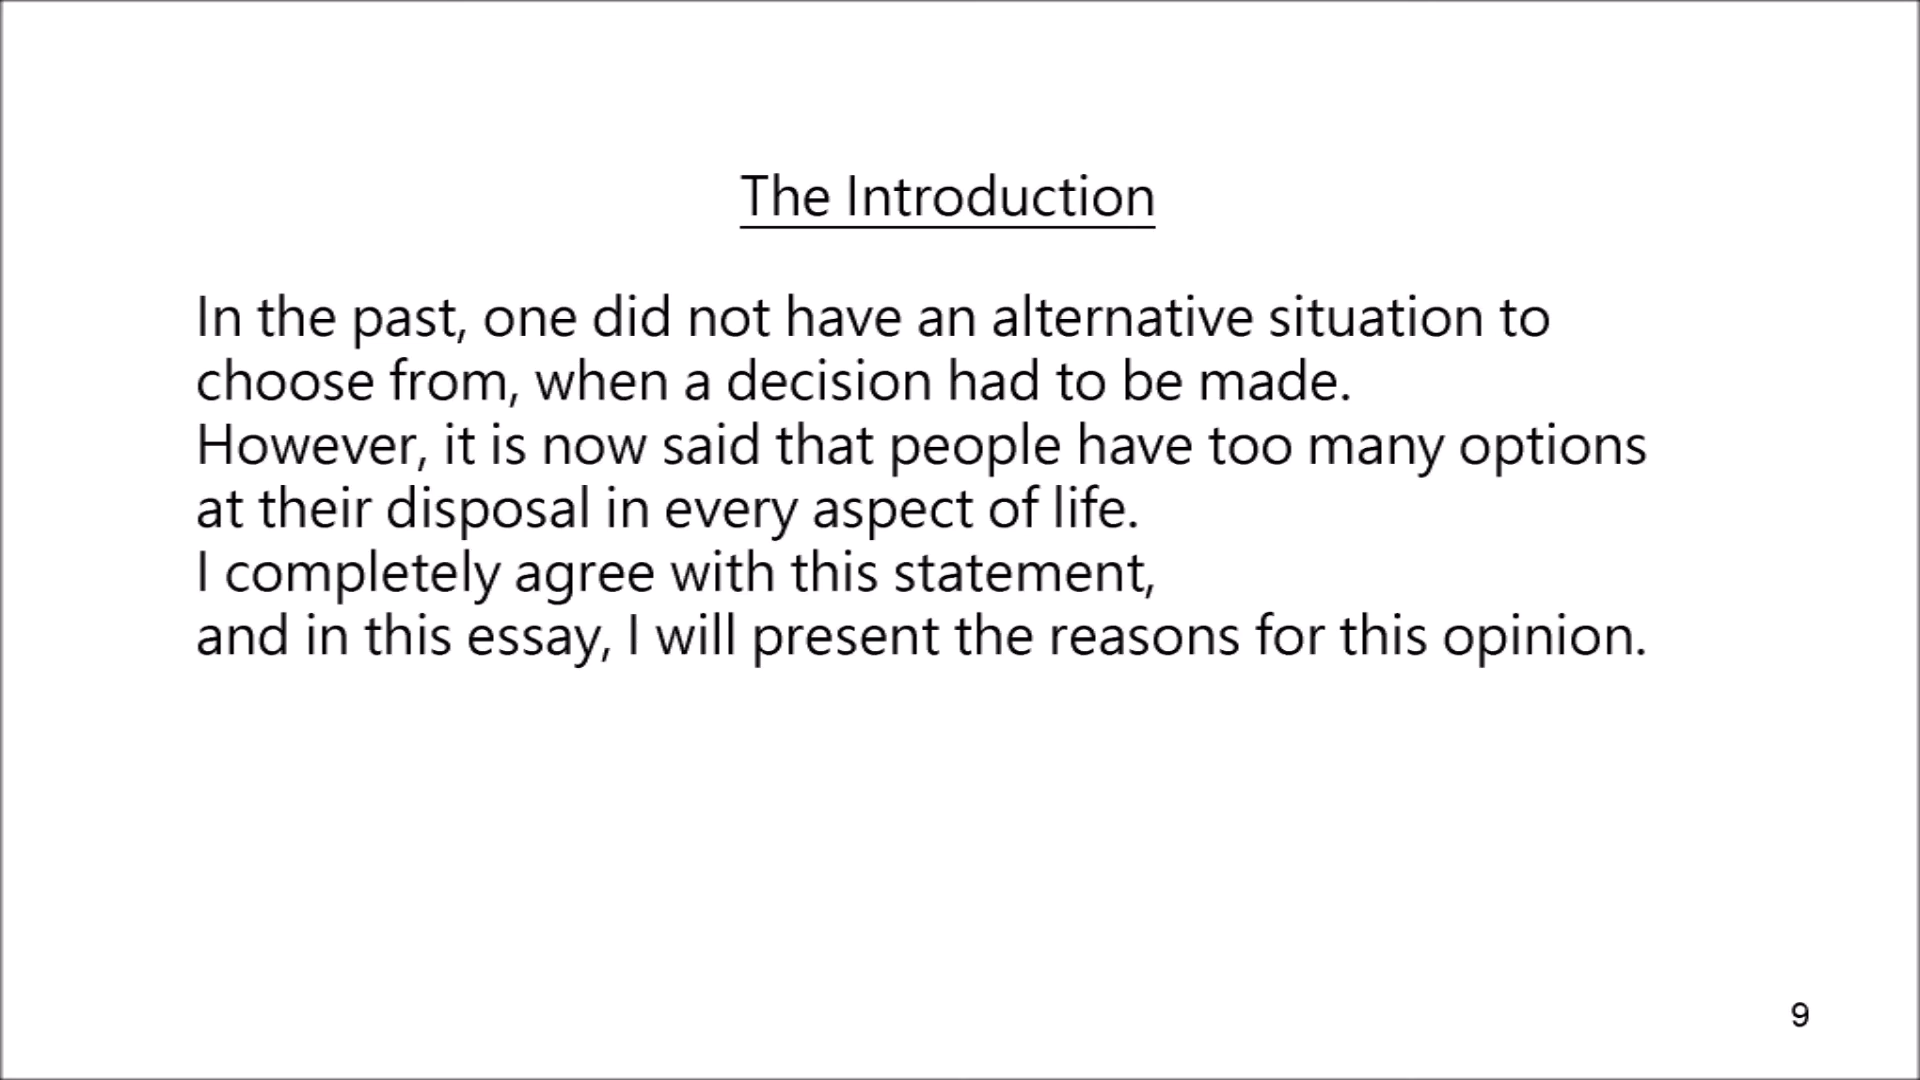 The Introduction
In the past, one did not have an alternative situation to
choose from, when a decision had to be made.
However, it is now said that people have too many options
at their disposal in every aspect of life.
I completely agree with this statement,
and in this essay, I will present the reasons for this opinion.
9